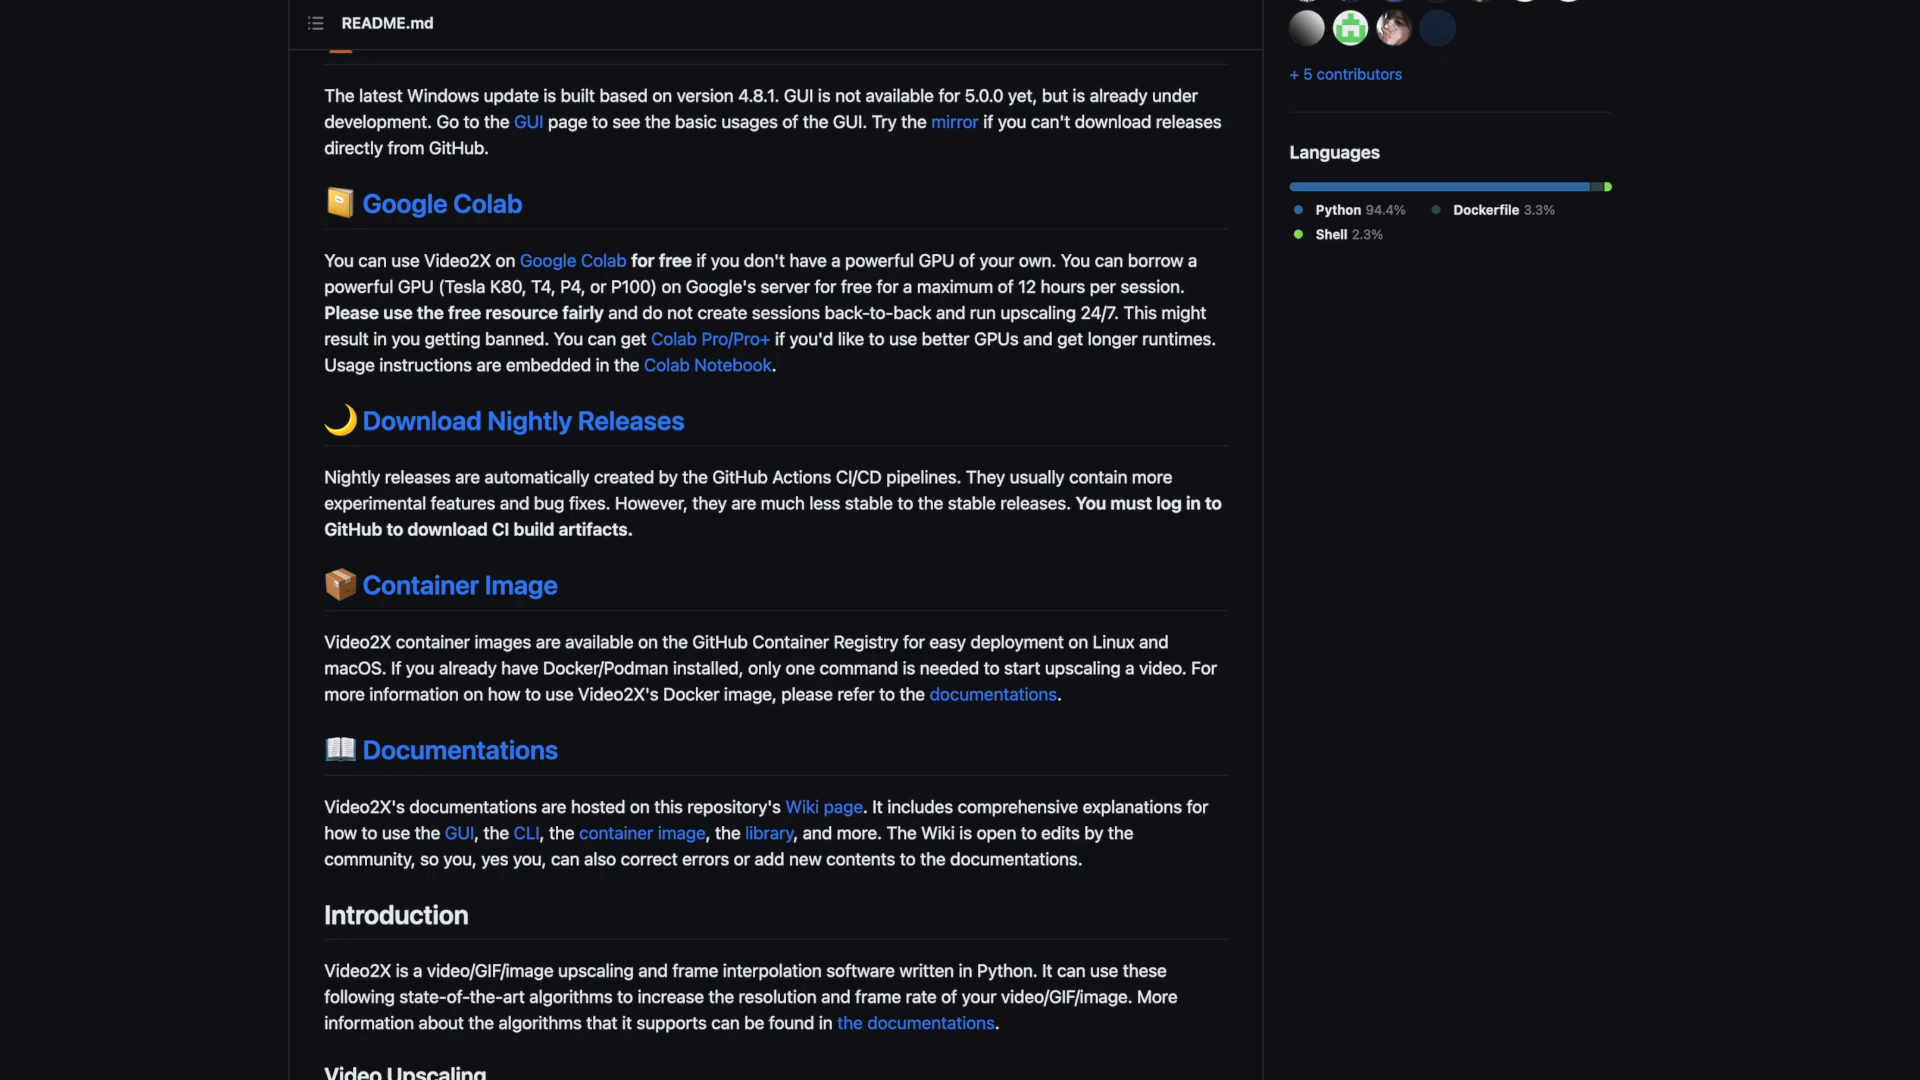 README.md
The latest Windows update is built based on version 4.8.1. GUI is not available for 5.0.0 yet, but is already under
development. Go to the GUI page to see the basic usages of the GUI. Try the mirror if you can't download releases
directly from GitHub.
Google Colab
You can use Video2X on Google Colab for free if you don't have a powerful GPU of your own. You can borrow a
powerful GPU (Tesla K80, T4, P4, or P100) on Google's server for free for a maximum of 12 hours per session.
Please use the free resource fairly and do not create sessions back-to-back and run upscaling 24/7. This might
result in you getting banned. You can get Colab Pro/Pro+ if you'd like to use better GPUs and get longer runtimes.
Usage instructions are embedded in the Colab Notebook.
Download Nightly Releases
Nightly releases are automatically created by the GitHub Actions CI/CD pipelines. They usually contain more
experimental features and bug fixes. However, they are much less stable to the stable releases. You must log in to
GitHub to download CI build artifacts.
Container Image
Video2X container images are available on the GitHub Container Registry for easy deployment on Linux and
macOS. If you already have Docker/Podman installed, only one command is needed to start upscaling a video. For
more information on how to use Video2X's Docker image, please refer to the documentations.
Documentations
Video2X's documentations are hosted on this repository's Wiki page. It includes comprehensive explanations for
how to use the GUI, the CLI, the container image, the library, and more. The Wiki is open to edits by the
community, so you, yes you, can also correct errors or add new contents to the documentations.
Introduction
Video2X is a video/GIF/image upscaling and frame interpolation software written in Python. It can use these
following state-of-the-art algorithms to increase the resolution and frame rate of your video/GIF/image. More
information about the algorithms that it supports can be found in the documentations.
Video Upscaling
+ 5 contributors
Languages
Python 94.4% Dockerfile 3.3%
Shell 2.3%